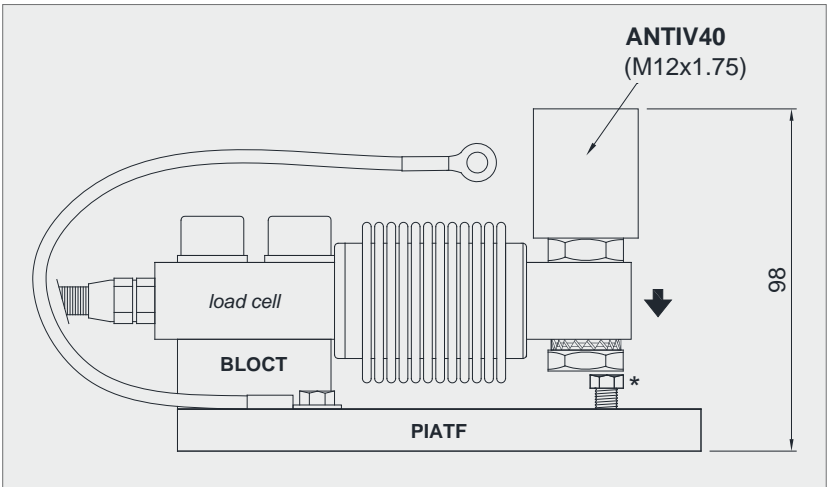 ANTIV40
(M12x1.75)
load cell
98
BLOCT
*
PIATF